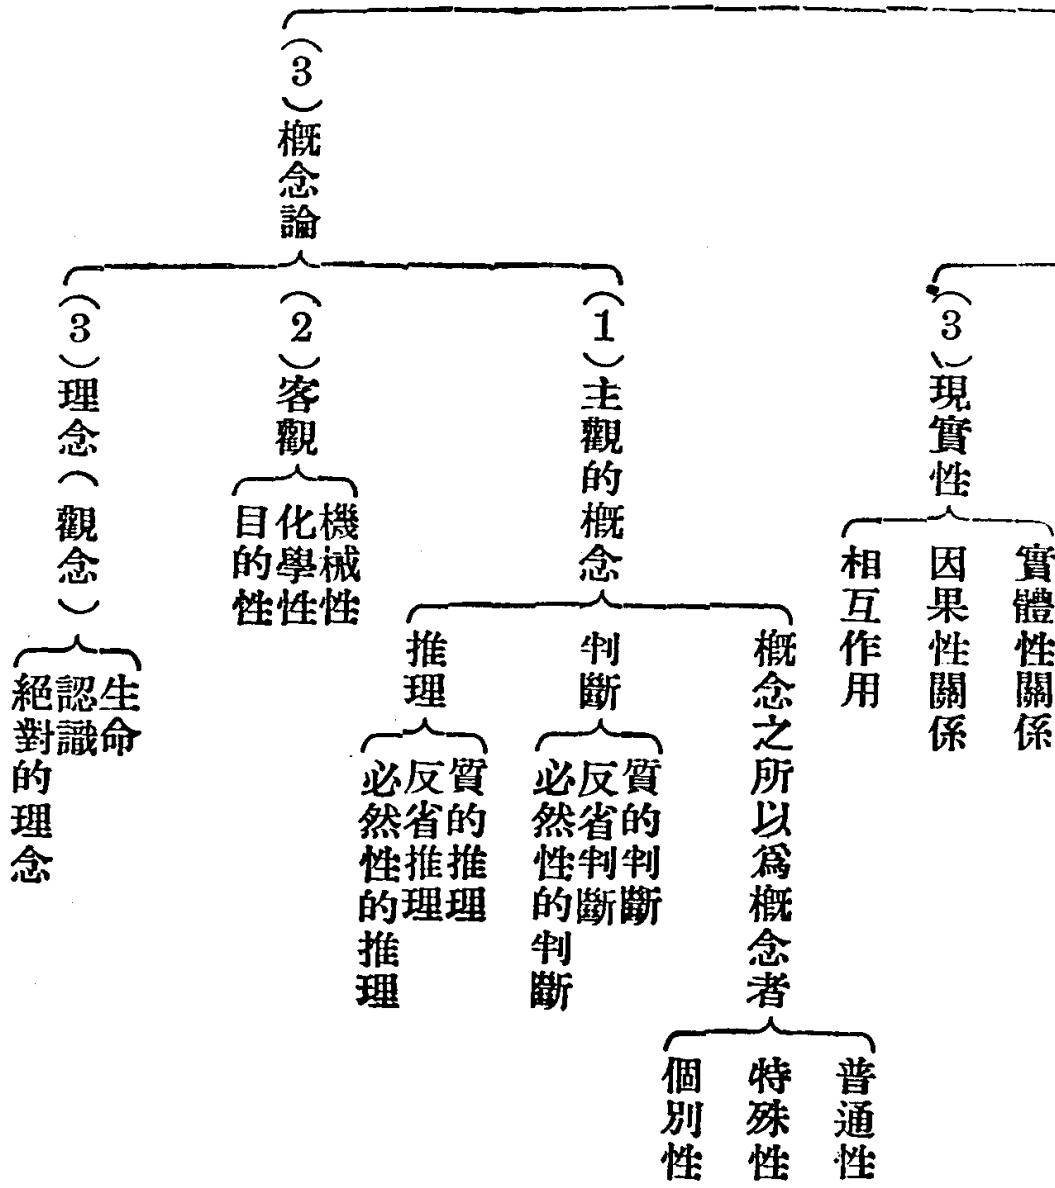 (3)現實性
實體性關係
因果性關係
相互作用
(3)概念論
(1)主觀的概念
概念之所以爲概念者
普通性
特殊性
個別性
判斷
質的判斷
反省判斷
必然性的判斷
推理
質的推理
反省推理
必然性的推理
(2)客觀
機械性
化學性
目的性
(3)理念(觀念)
生命
認識
絕對的理念